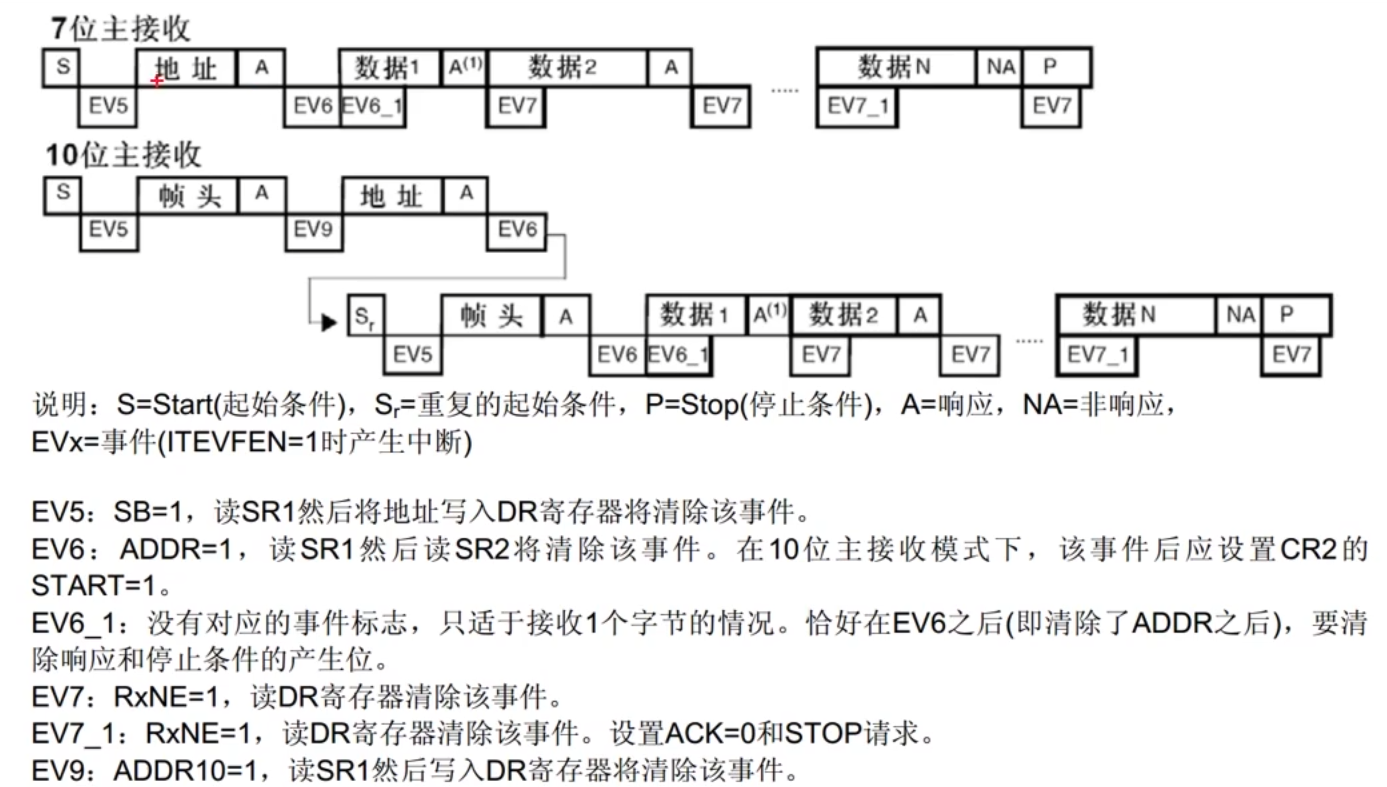 7位主接收
S 地 址 A 数据1 A(1) 数据2 A ..... 数据N NA P
EV5 EV6 EV6_1 EV7 EV7 EV7_1 EV7
10位主接收
S 帧 头 A 地 址 A
EV5 EV9 EV6
Sr 帧 头 A 数据1 A(1) 数据2 A ..... 数据N NA P
EV5 EV6 EV6_1 EV7 EV7 EV7_1 EV7
说明：S=Start(起始条件)，Sr=重复的起始条件，P=Stop(停止条件)，A=响应，NA=非响应，
EVx=事件(ITEVFEN=1时产生中断)
EV5：SB=1，读SR1然后将地址写入DR寄存器将清除该事件。
EV6：ADDR=1，读SR1然后读SR2将清除该事件。在10位主接收模式下，该事件后应设置CR2的
START=1。
EV6_1：没有对应的事件标志，只适于接收1个字节的情况。恰好在EV6之后(即清除了ADDR之后)，要清
除响应和停止条件的产生位。
EV7：RxNE=1，读DR寄存器清除该事件。
EV7_1：RxNE=1，读DR寄存器清除该事件。设置ACK=0和STOP请求。
EV9：ADDR10=1，读SR1然后写入DR寄存器将清除该事件。